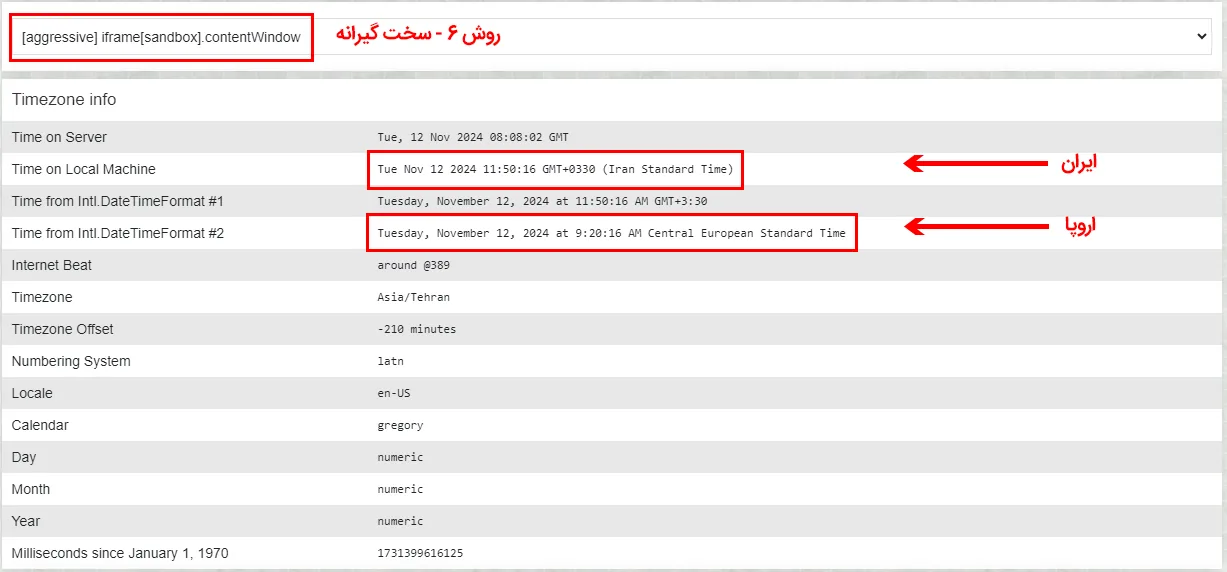 [aggressive] iframe[sandbox].contentWindow روش ۶ - سخت گیرانه
Timezone info
Time on Server Tue, 12 Nov 2024 08:08:02 GMT
Time on Local Machine Tue Nov 12 2024 11:50:16 GMT+0330 (Iran Standard Time) ایران
Time from Intl.DateTimeFormat #1 Tuesday, November 12, 2024 at 11:50:16 AM GMT+3:30
Time from Intl.DateTimeFormat #2 Tuesday, November 12, 2024 at 9:20:16 AM Central European Standard Time اروپا
Internet Beat around @389
Timezone Asia/Tehran
Timezone Offset -210 minutes
Numbering System latn
Locale en-US
Calendar gregory
Day numeric
Month numeric
Year numeric
Milliseconds since January 1, 1970 1731399616125